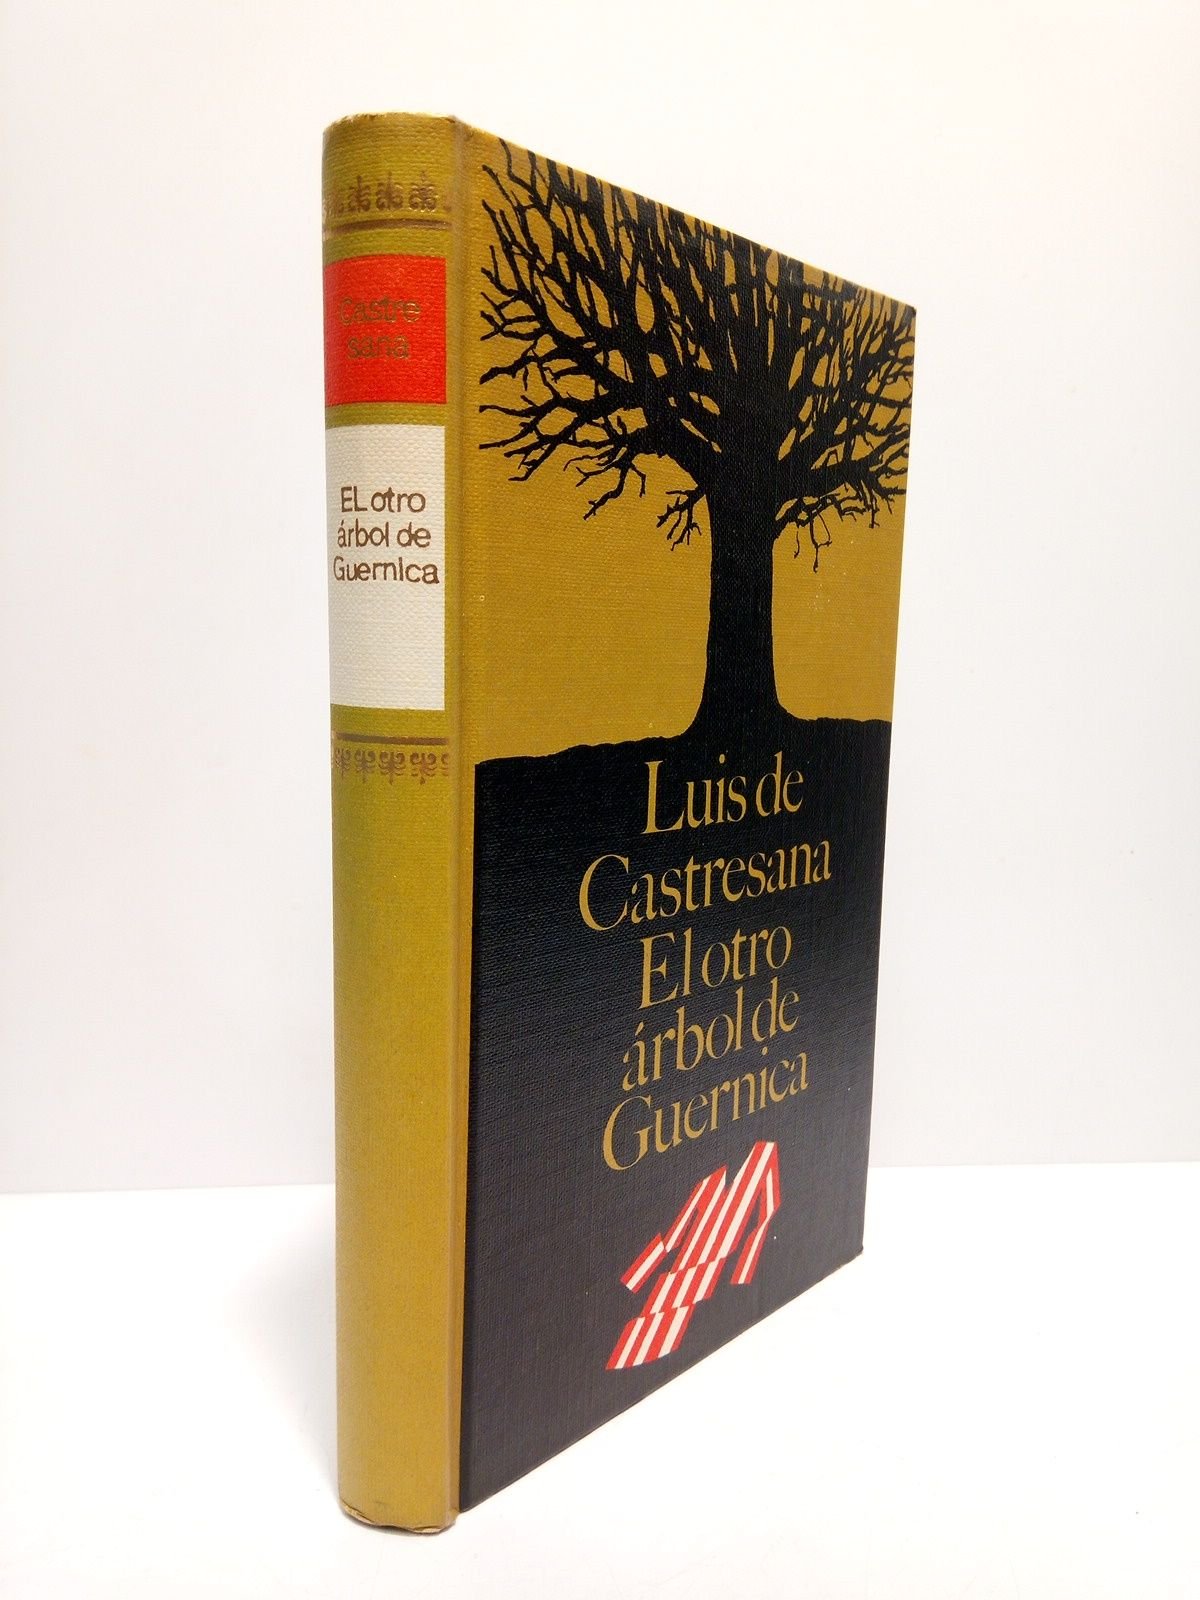 Castre
sana
EL otro
árbol de
Guernica
Luis de
Castresana
El otro
árbol de
Guernica